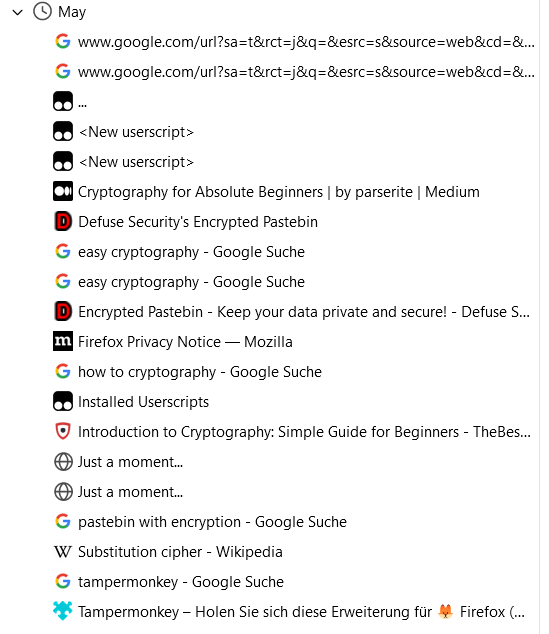 May
www.google.com/url?sa=t&rct=j&q=&esrc=s&source=web&cd=&...
www.google.com/url?sa=t&rct=j&q=&esrc=s&source=web&cd=&...
...
<New userscript>
<New userscript>
Cryptography for Absolute Beginners | by parserite | Medium
Defuse Security's Encrypted Pastebin
easy cryptography - Google Suche
easy cryptography - Google Suche
Encrypted Pastebin - Keep your data private and secure! - Defuse S...
Firefox Privacy Notice — Mozilla
how to cryptography - Google Suche
Installed Userscripts
Introduction to Cryptography: Simple Guide for Beginners - TheBes...
Just a moment...
Just a moment...
pastebin with encryption - Google Suche
Substitution cipher - Wikipedia
tampermonkey - Google Suche
Tampermonkey – Holen Sie sich diese Erweiterung für 🦊 Firefox (...